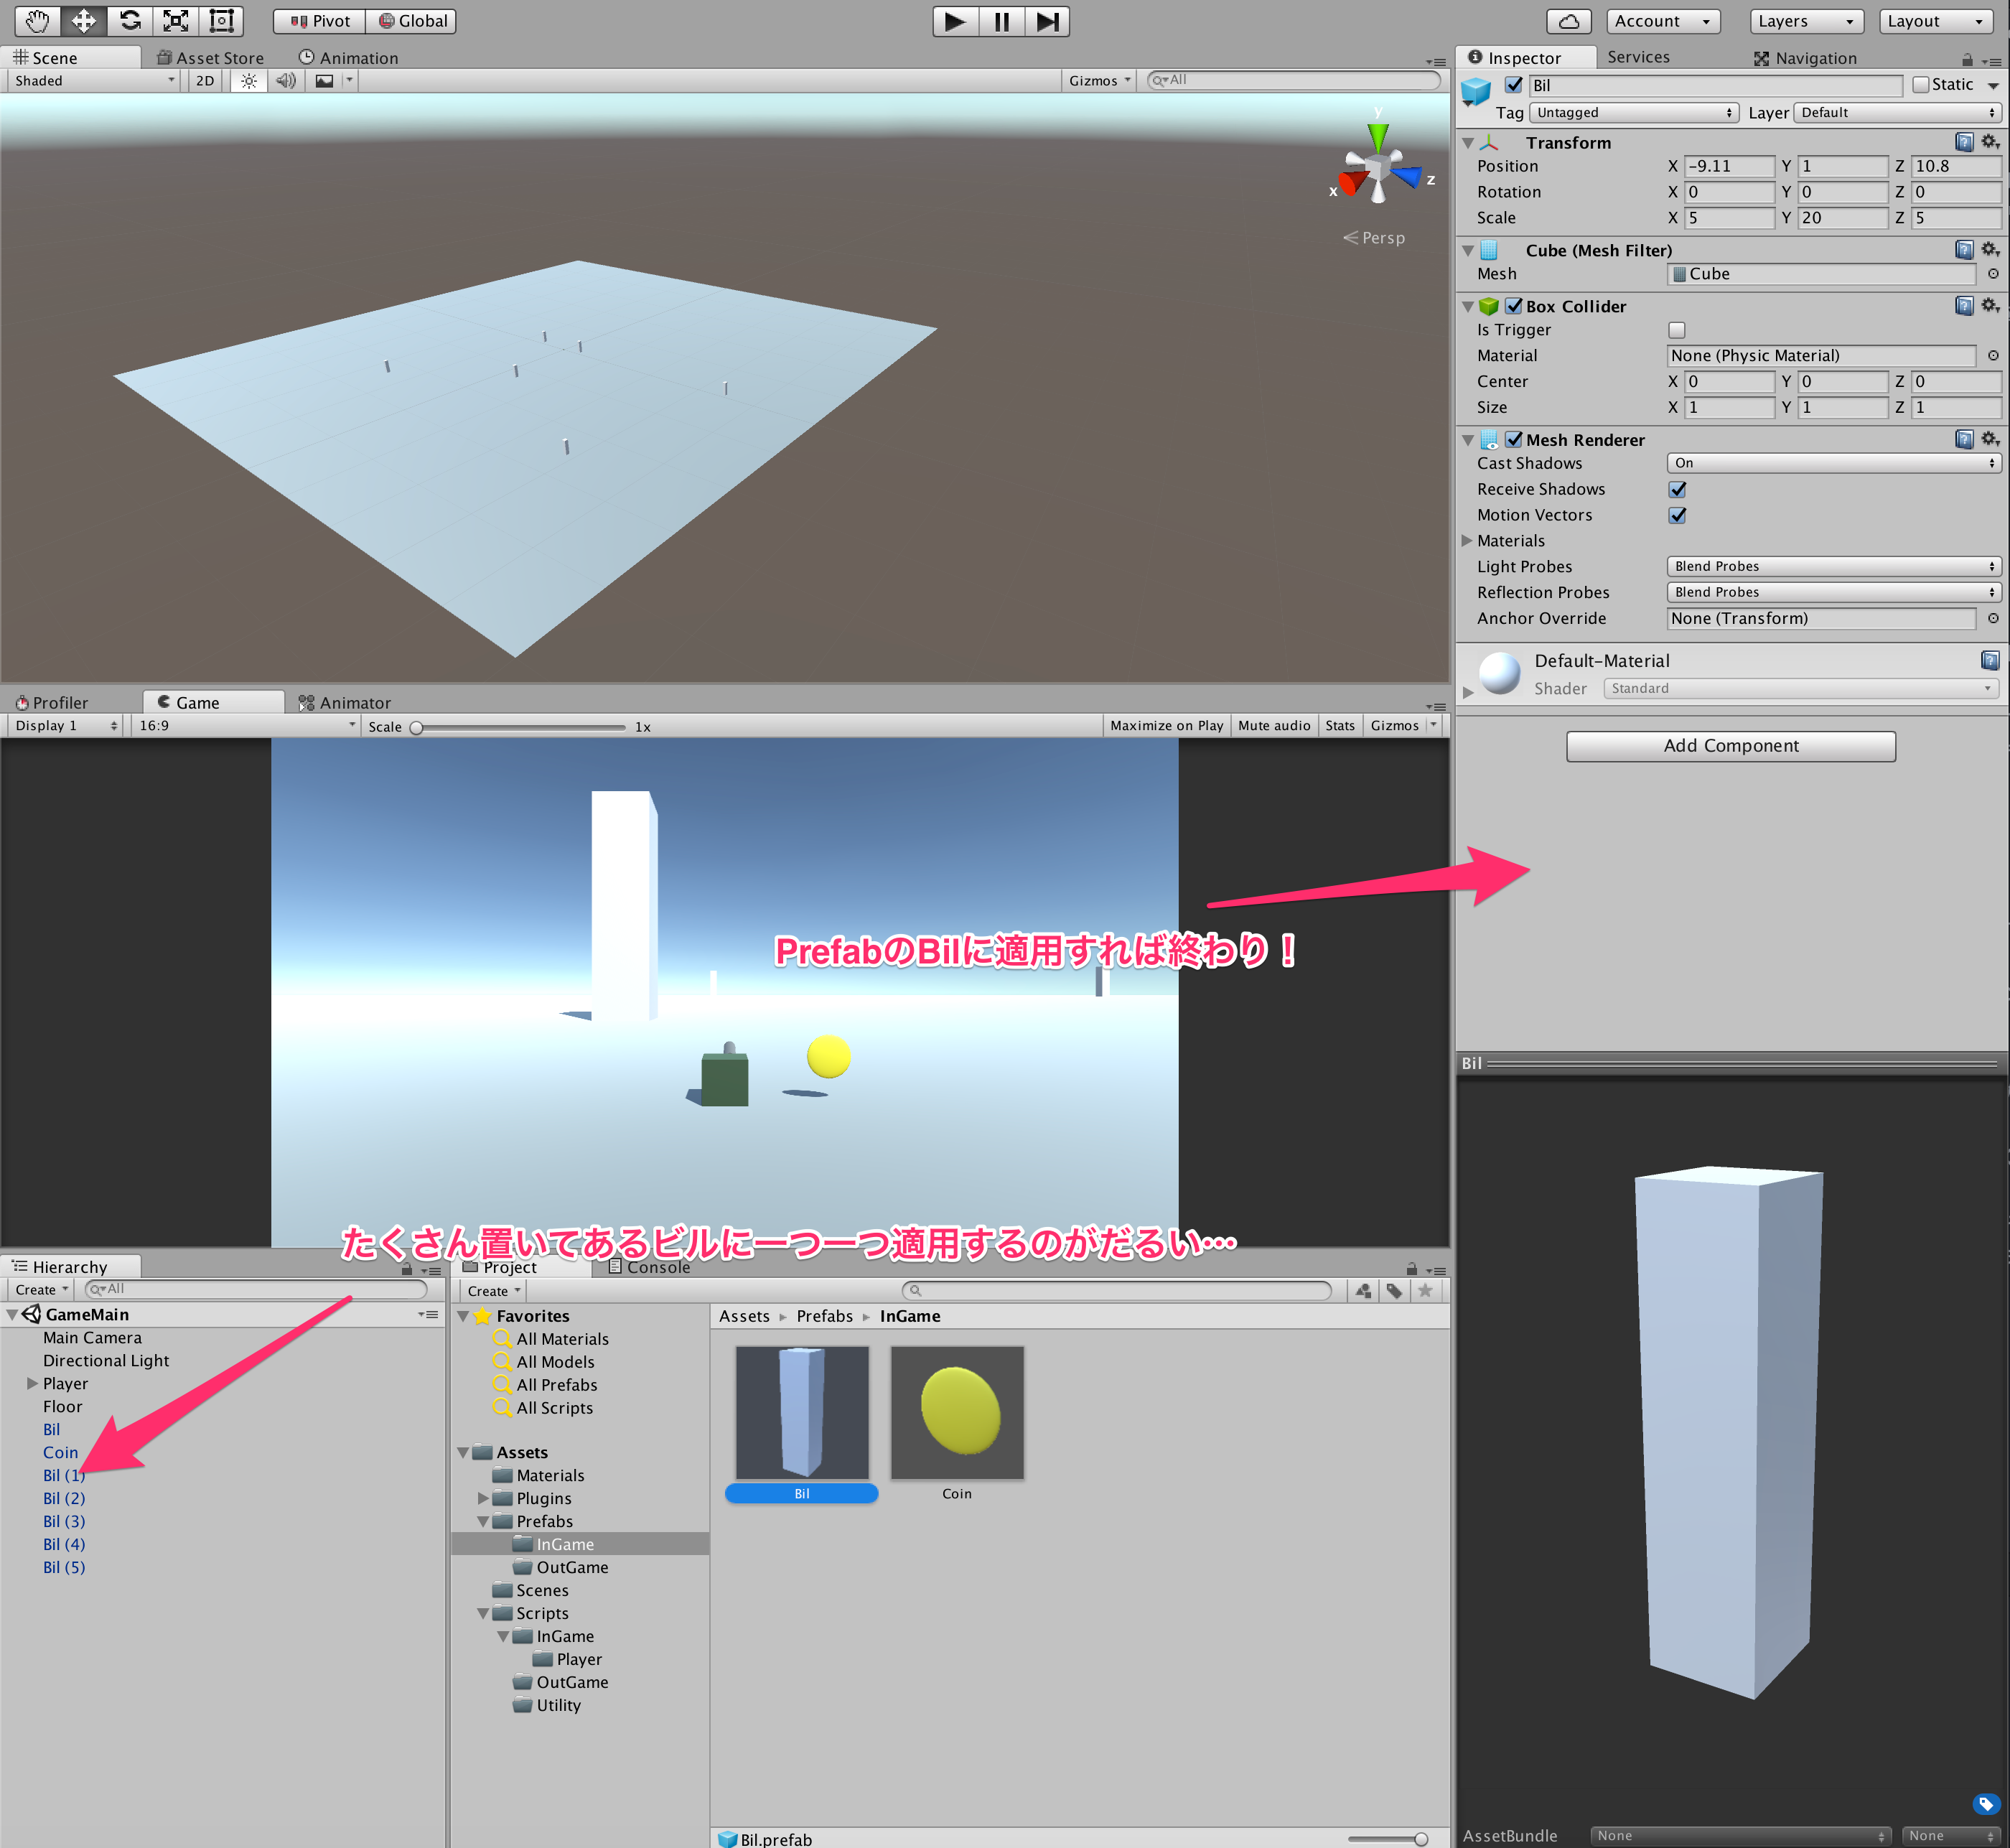 Pivot Global
Account Layers Layout
Scene Asset Store Animation
Shaded 2D Gizmos All
y
x
z
Persp
Inspector Services Navigation
Bil Static
Tag Untagged Layer Default
Transform
Position X -9.11 Y 1 Z 10.8
Rotation X 0 Y 0 Z 0
Scale X 5 Y 20 Z 5
Cube (Mesh Filter)
Mesh Cube
Box Collider
Is Trigger
Material None (Physic Material)
Center X 0 Y 0 Z 0
Size X 1 Y 1 Z 1
Mesh Renderer
Cast Shadows On
Receive Shadows
Motion Vectors
Materials
Light Probes Blend Probes
Reflection Probes Blend Probes
Anchor Override None (Transform)
Default-Material
Shader Standard
Add Component
Profiler Game Animator
Display 1 16:9 Scale 1x Maximize on Play Mute audio Stats Gizmos
PrefabのBilに適用すれば終わり！
たくさん置いてあるビルに一つ一つ適用するのがだるい…
Hierarchy
Create All
GameMain
Main Camera
Directional Light
Player
Floor
Bil
Coin
Bil (1)
Bil (2)
Bil (3)
Bil (4)
Bil (5)
Project Console
Create
Favorites
All Materials
All Models
All Prefabs
All Scripts
Assets
Materials
Plugins
Prefabs
InGame
OutGame
Scenes
Scripts
InGame
Player
OutGame
Utility
Assets Prefabs InGame
Bil Coin
Bil.prefab
Bil
AssetBundle None None